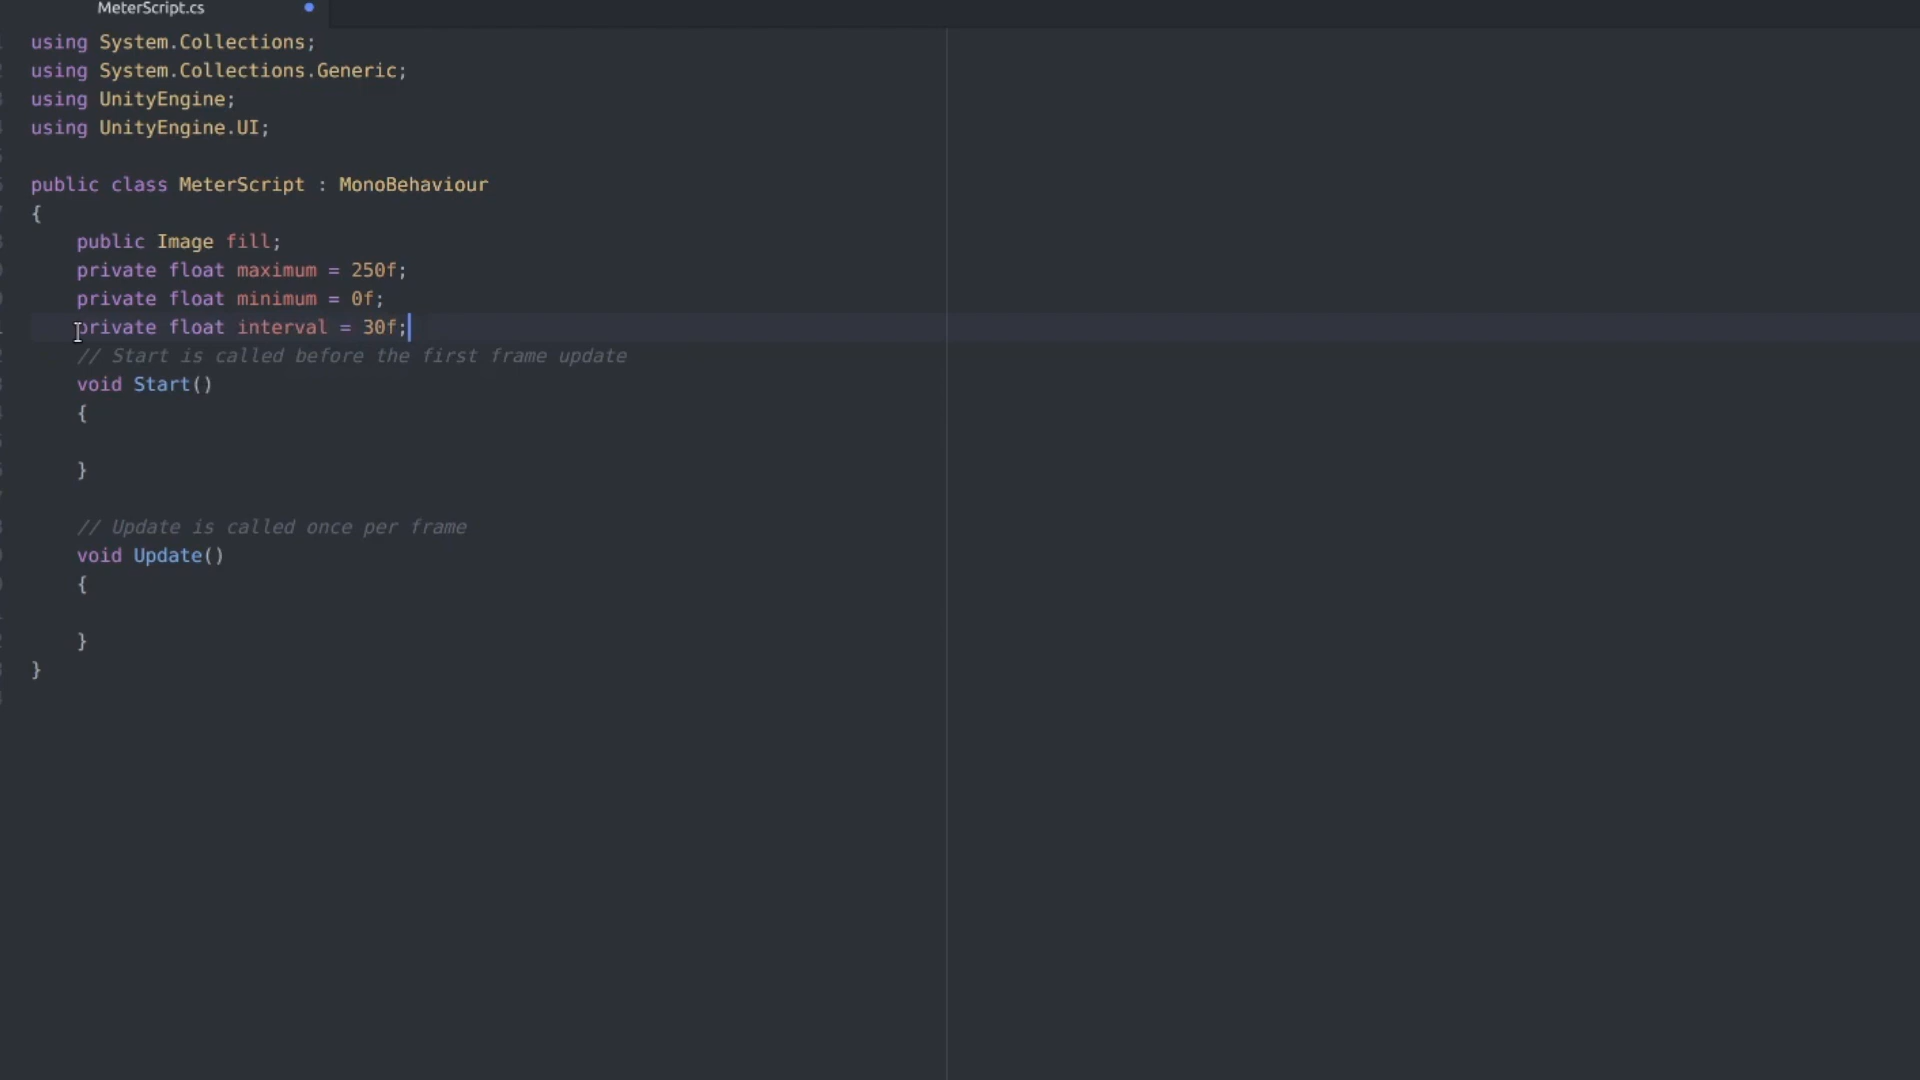 MeterScript.cs
using System.Collections;
using System.Collections.Generic;
using UnityEngine;
using UnityEngine.UI;
public class MeterScript : MonoBehaviour
{
public Image fill;
private float maximum = 250f;
private float minimum = 0f;
private float interval = 30f;
// Start is called before the first frame update
void Start()
{
}
// Update is called once per frame
void Update()
{
}
}